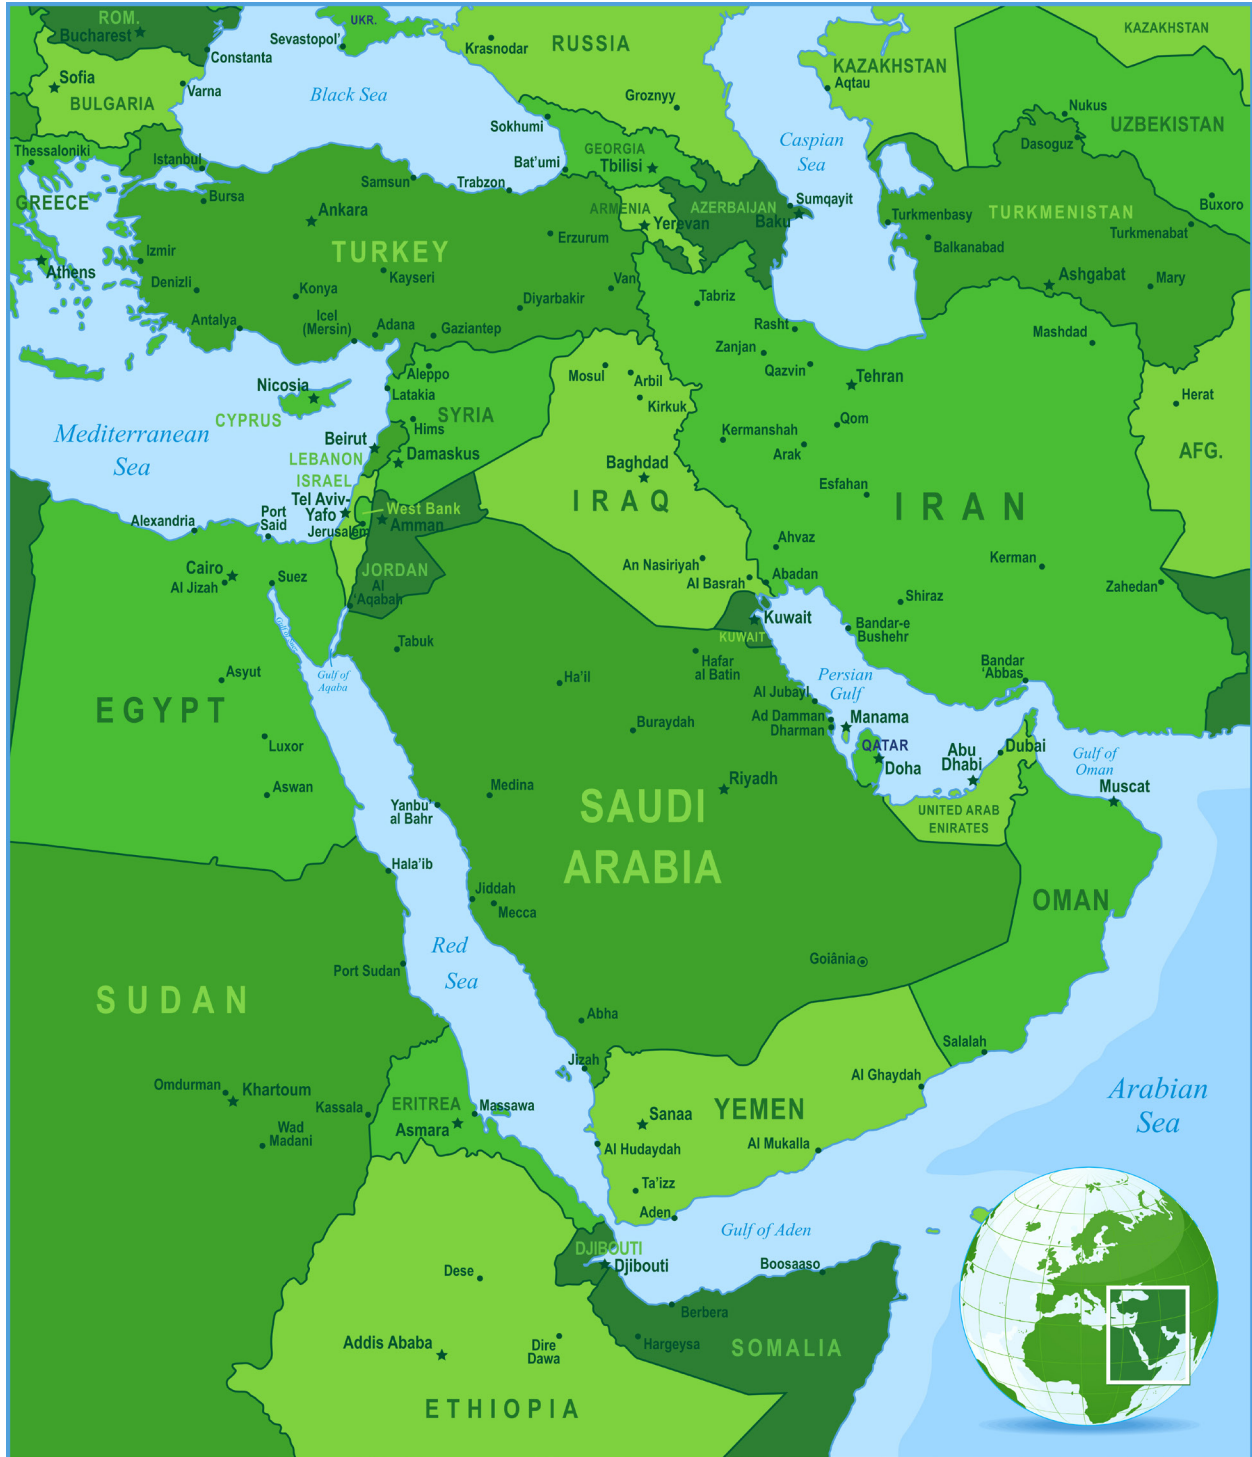 ROM.
Bucharest
UKR.
Sevastopol'
Constanta
Krasnodar
RUSSIA
KAZAKHSTAN
KAZAKHSTAN
Aqtau
Sofia
BULGARIA
Varna
Black Sea
Groznyy
Nukus
UZBEKISTAN
Dasoguz
Sokhumi
Caspian
Sea
Thessaloniki
Istanbul
GEORGIA
Tbilisi
Bat'umi
Samsun
Trabzon
GREECE
Bursa
Ankara
ARMENIA
Yerevan
AZERBAIJAN
Baku
Sumqayit
Turkmenbasy
TURKMENISTAN
Buxoro
Turkmenabat
Balkanabad
Erzurum
TURKEY
Izmir
Athens
Denizli
Kayseri
Konya
Van
Ashgabat
Mary
Tabriz
Diyarbakir
Antalya
Icel
(Mersin)
Adana
Gaziantep
Rasht
Zanjan
Qazvin
Mashdad
Aleppo
Mosul
Arbil
Kirkuk
Tehran
Nicosia
CYPRUS
Latakia
SYRIA
Hims
Herat
AFG.
Qom
Kermanshah
Arak
Mediterranean
Sea
Beirut
LEBANON
Damaskus
ISRAEL
Tel Aviv-
Yafo
West Bank
Baghdad
IRAQ
Esfahan
IRAN
Alexandria
Port
Said
Jerusalem
Amman
Ahvaz
Kerman
Cairo
Al Jizah
Suez
JORDAN
Al
'Aqabah
An Nasiriyah
Al Basrah
Abadan
Zahedan
Shiraz
Kuwait
KUWAIT
Bandar-e
Bushehr
Tabuk
Gulf of
Aqaba
Hafar
al Batin
Bandar
'Abbas
Persian
Gulf
Asyut
Ha'il
Al Jubayl
EGYPT
Buraydah
Ad Damman
Dharman
Manama
QATAR
Doha
Abu
Dhabi
Dubai
Gulf of
Oman
Luxor
Aswan
Medina
Riyadh
Muscat
Yanbu'
al Bahr
SAUDI
ARABIA
UNITED ARAB
ENIRATES
Hala'ib
Jiddah
Mecca
OMAN
Red
Sea
Port Sudan
Goiânia
SUDAN
Abha
Salalah
Jizah
Al Ghaydah
Omdurman
Khartoum
Kassala
ERITREA
Asmara
Massawa
Sanaa
YEMEN
Arabian
Sea
Wad
Madani
Al Hudaydah
Al Mukalla
Ta'izz
Aden
Gulf of Aden
DJIBOUTI
Djibouti
Boosaaso
Dese
Berbera
Addis Ababa
Dire
Dawa
Hargeysa
SOMALIA
ETHIOPIA